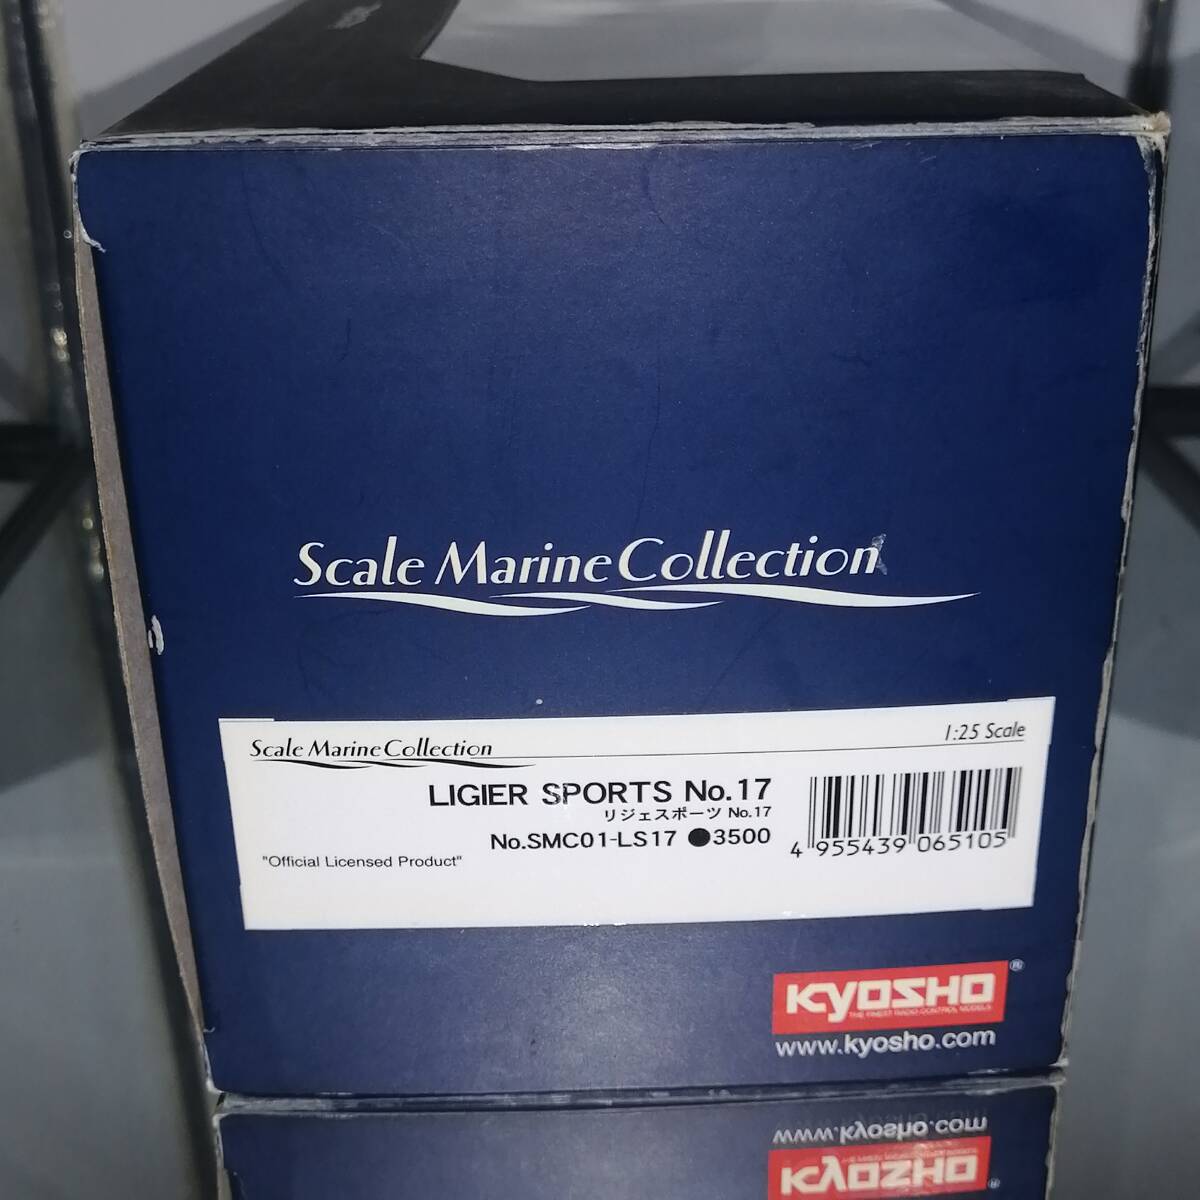 Scale Marine Collection
Scale Marine Collection
1:25 Scale
LIGIER SPORTS No.17
リジェスポーツ No.17
No.SMC01-LS17 ●3500
"Official Licensed Product"
4 955439 065105
KYOSHO ®
THE FINEST RADIO CONTROL MODELS
www.kyosho.com